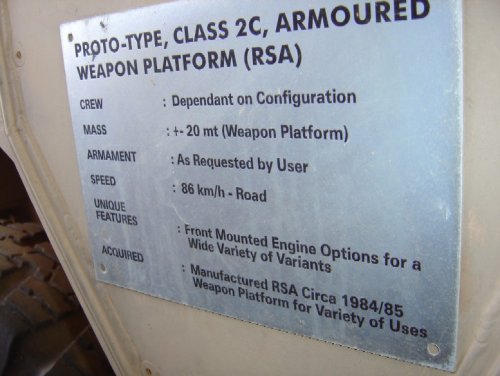 PROTO-TYPE, CLASS 2C, ARMOURED
WEAPON PLATFORM (RSA)
CREW : Dependant on Configuration
MASS : +- 20 mt (Weapon Platform)
ARMAMENT : As Requested by User
SPEED : 86 km/h - Road
UNIQUE
FEATURES : Front Mounted Engine Options for a
Wide Variety of Variants
ACQUIRED : Manufactured RSA Circa 1984/85
Weapon Platform for Variety of Uses